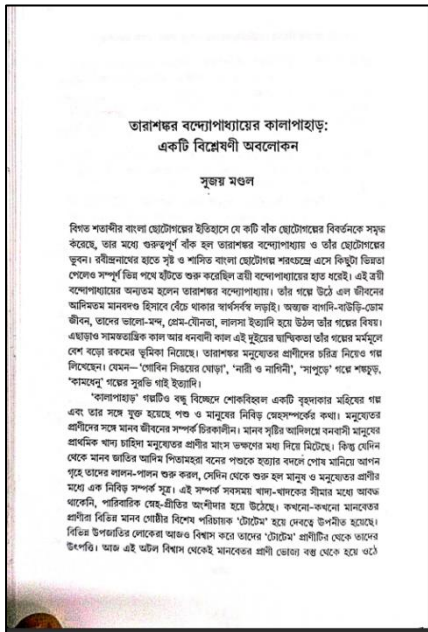 তারাশঙ্কর বন্দ্যোপাধ্যায়ের কালাপাহাড়:
একটি বিশ্লেষণী অবলোকন
সুজয় মণ্ডল
বিগত শতাব্দীর বাংলা ছোটোগল্পের ইতিহাসে যে কটি বাঁক ছোটোগল্পের বিবর্তনকে সমৃদ্ধ
করেছে, তার মধ্যে গুরুত্বপূর্ণ বাঁক হল তারাশঙ্কর বন্দ্যোপাধ্যায় ও তাঁর ছোটোগল্পের
ভুবন। রবীন্দ্রনাথের হাতে সৃষ্ট ও শাসিত বাংলা ছোটোগল্প শরৎচন্দ্রে এসে কিছুটা ভিন্নতা
পেলেও সম্পূর্ণ ভিন্ন পথে হাঁটতে শুরু করেছিল ত্রয়ী বন্দ্যোপাধ্যায়ের হাত ধরেই। এই ত্রয়ী
বন্দ্যোপাধ্যায়ের অন্যতম হলেন তারাশঙ্কর বন্দ্যোপাধ্যায়। তাঁর গল্পে উঠে এল জীবনের
আদিমতম মানবদণ্ড হিসাবে বেঁচে থাকার স্বার্থসর্বস্ব লড়াই। অন্ত্যজ বাগদি-বাউড়ি-ডোম
জীবন, তাদের ভালো-মন্দ, প্রেম-যৌনতা, লালসা ইত্যাদি হয়ে উঠল তাঁর গল্পের বিষয়।
এছাড়াও সামন্ততান্ত্রিক কাল আর ধনবাদী কাল এই দুইয়ের দ্বান্দ্বিকতা তাঁর গল্পের মর্মমূলে
বেশ বড়ো রকমের ভূমিকা নিয়েছে। তারাশঙ্কর মনুষ্যেতর প্রাণীদের চরিত্র নিয়েও গল্প
লিখেছেন। যেমন—'গোবিন সিংয়ের ঘোড়া', 'নারী ও নাগিনী', 'সাপুড়ে' গল্পে শঙ্খচূড়,
'কামধেনু' গল্পের সুরভি গাই ইত্যাদি।
'কালাপাহাড়' গল্পটিও বন্ধু বিচ্ছেদে শোকবিহ্বল একটি বৃহদাকার মহিষের গল্প
এবং তার সঙ্গে যুক্ত হয়েছে পশু ও মানুষের নিবিড় স্নেহসম্পর্কের কথা। মনুষ্যেতর
প্রাণীদের সঙ্গে মানব জীবনের সম্পর্ক চিরকালীন। মানব সৃষ্টির আদিলগ্নে বনবাসী মানুষের
প্রাথমিক খাদ্য চাহিদা মনুষ্যেতর প্রাণীর মাংস ভক্ষণের মধ্য দিয়ে মিটেছে। কিন্তু যেদিন
থেকে মানব জাতির আদিম পিতামহরা বনের পশুকে হত্যার বদলে পোষ মানিয়ে আপন
গৃহে তাদের লালন-পালন শুরু করল, সেদিন থেকে শুরু হল মানুষ ও মনুষ্যেতর প্রাণীর
মধ্যে এক নিবিড় সম্পর্ক সূত্র। এই সম্পর্ক সবসময় খাদ্য-খাদকের সীমার মধ্যে আবদ্ধ
থাকেনি, পারিবারিক স্নেহ-প্রীতির অংশীদার হয়ে উঠেছে। কখনো-কখনো মানবেতর
প্রাণীরা বিভিন্ন মানব গোষ্ঠীর বিশেষ পরিচায়ক 'টোটেম' হয়ে দেবত্বে উপনীত হয়েছে।
বিভিন্ন উপজাতির লোকেরা আজও বিশ্বাস করে তাদের 'টোটেম' প্রাণীটির থেকে তাদের
উৎপত্তি। আজ এই অটল বিশ্বাস থেকেই মানবেতর প্রাণী ভোজ্য বস্তু থেকে হয়ে ওঠে